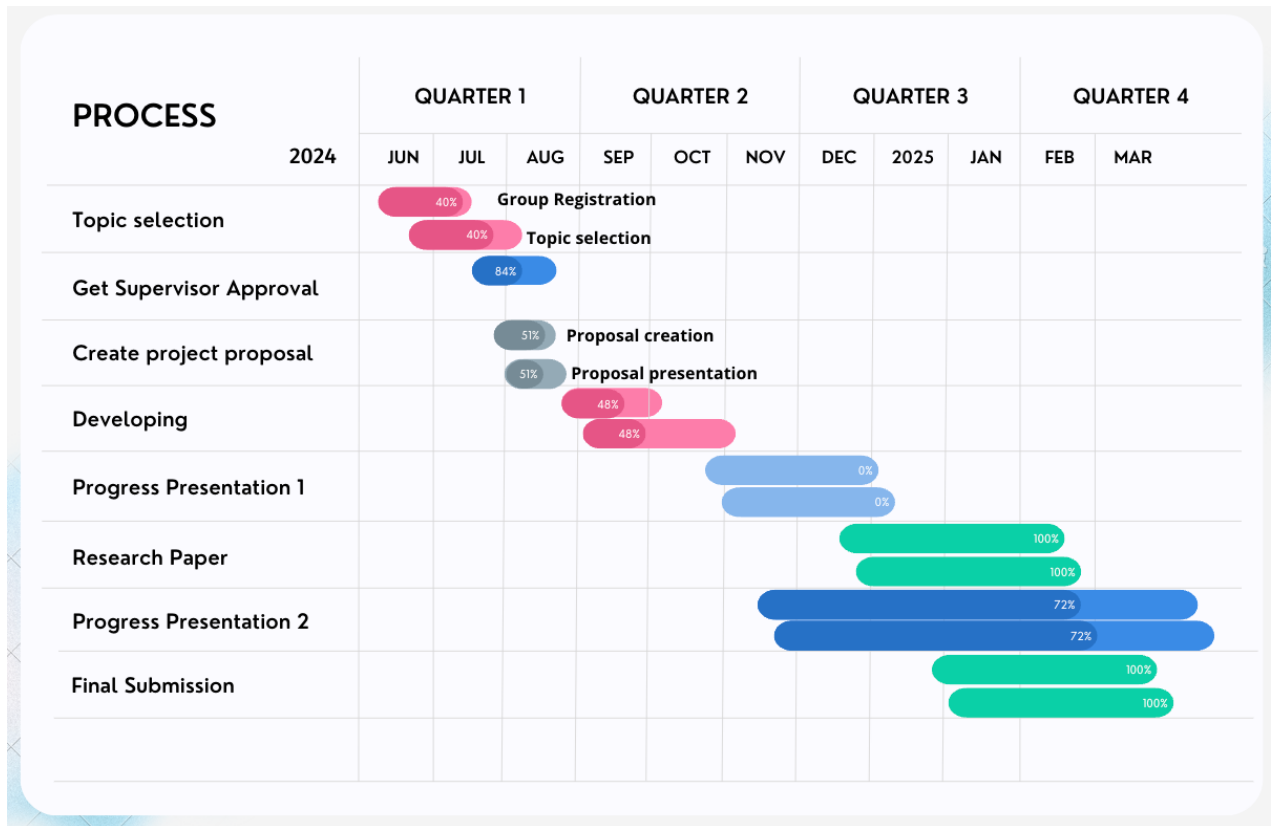 PROCESS
QUARTER 1 QUARTER 2 QUARTER 3 QUARTER 4
2024 JUN JUL AUG SEP OCT NOV DEC 2025 JAN FEB MAR
Topic selection
40% Group Registration
40% Topic selection
Get Supervisor Approval
84%
Create project proposal
51% Proposal creation
51% Proposal presentation
Developing
48%
48%
Progress Presentation 1
0%
0%
Research Paper
100%
100%
Progress Presentation 2
72%
72%
Final Submission
100%
100%